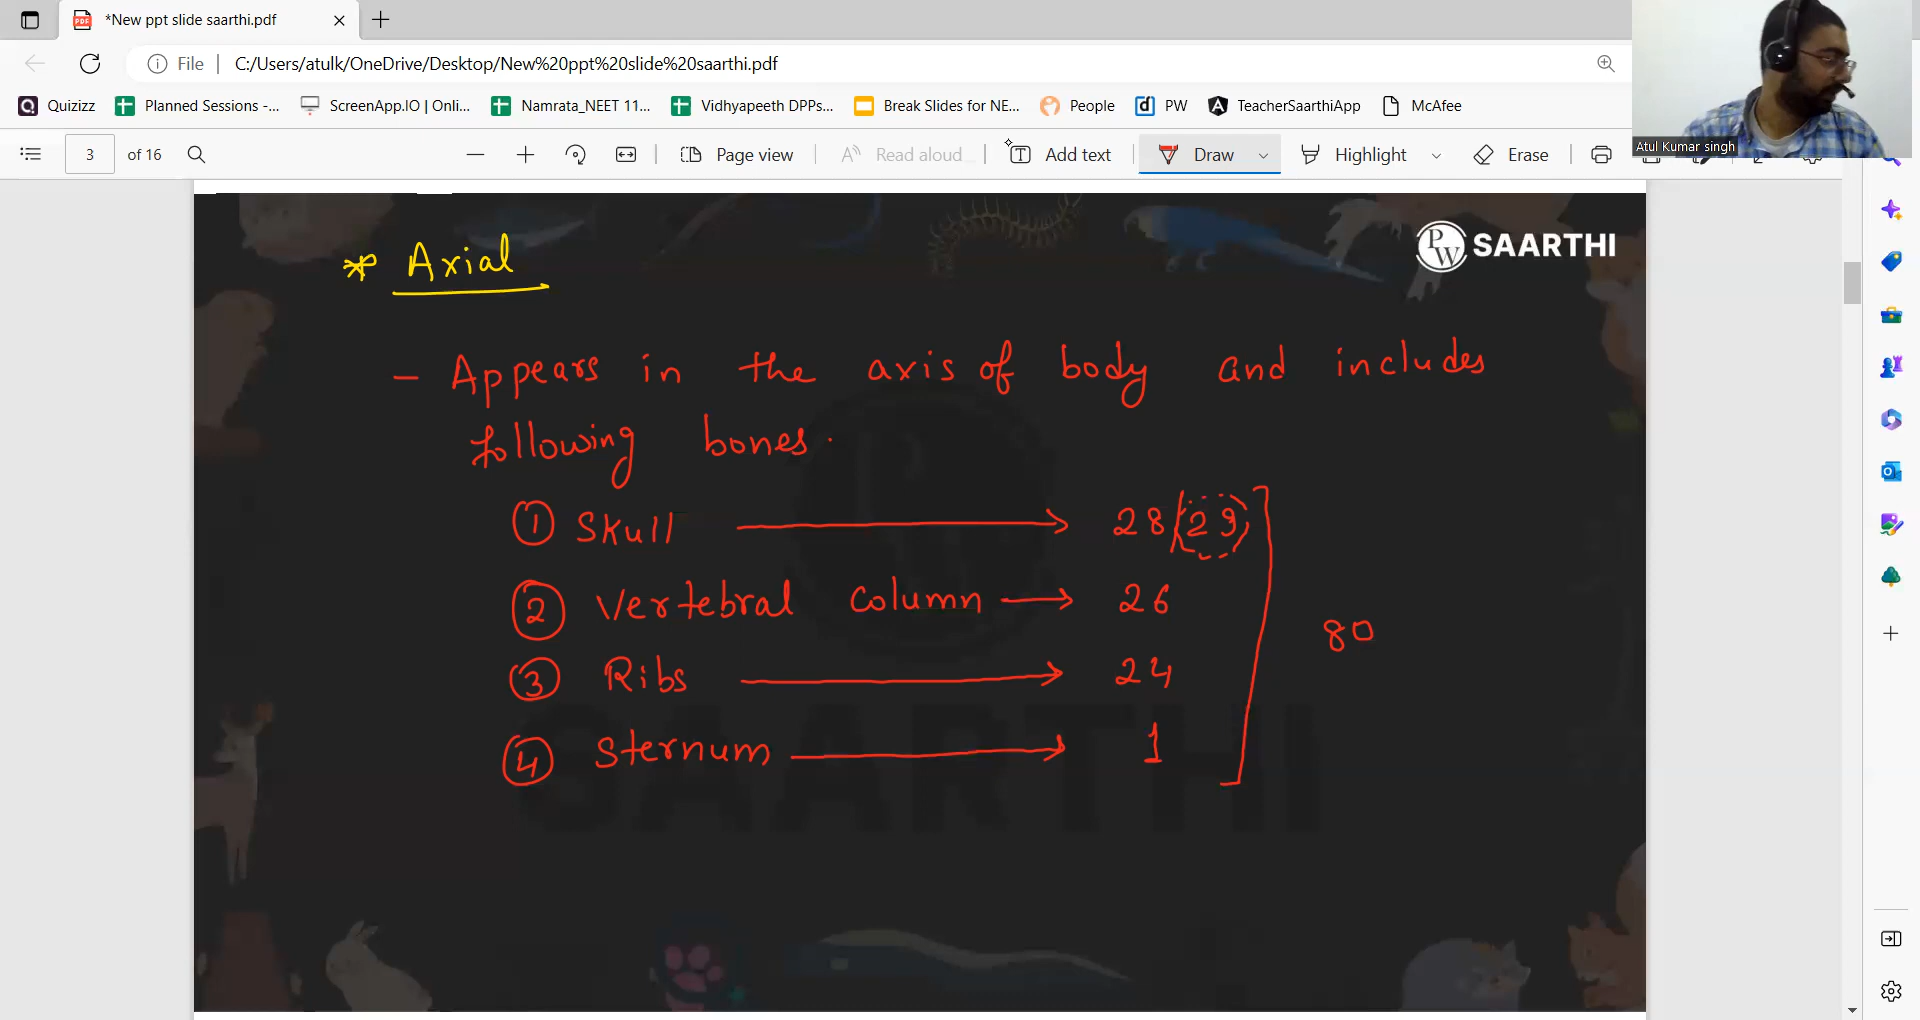 *New ppt slide saarthi.pdf
File C:/Users/atulk/OneDrive/Desktop/New%20ppt%20slide%20saarthi.pdf
Quizizz Planned Sessions -... ScreenApp.IO | Onli... Namrata_NEET 11... Vidhyapeeth DPPs... Break Slides for NE... People PW TeacherSaarthiApp McAfee
3 of 16 Page view Read aloud Add text Draw Highlight Erase
Atul Kumar singh
PW SAARTHI
* Axial
- Appears in the axis of body and includes
following bones.
① Skull → 28(29)
② Vertebral column → 26
③ Ribs → 24
④ Sternum → 1
80
SAARTHI